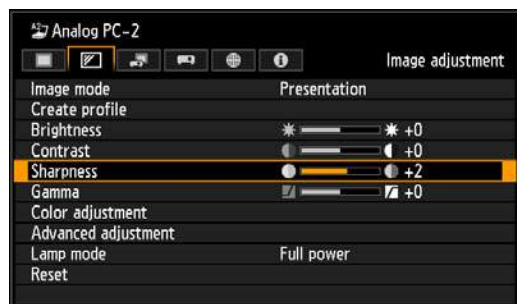 Analog PC-2
Image adjustment
Image mode Presentation
Create profile
Brightness +0
Contrast +0
Sharpness +2
Gamma +0
Color adjustment
Advanced adjustment
Lamp mode Full power
Reset